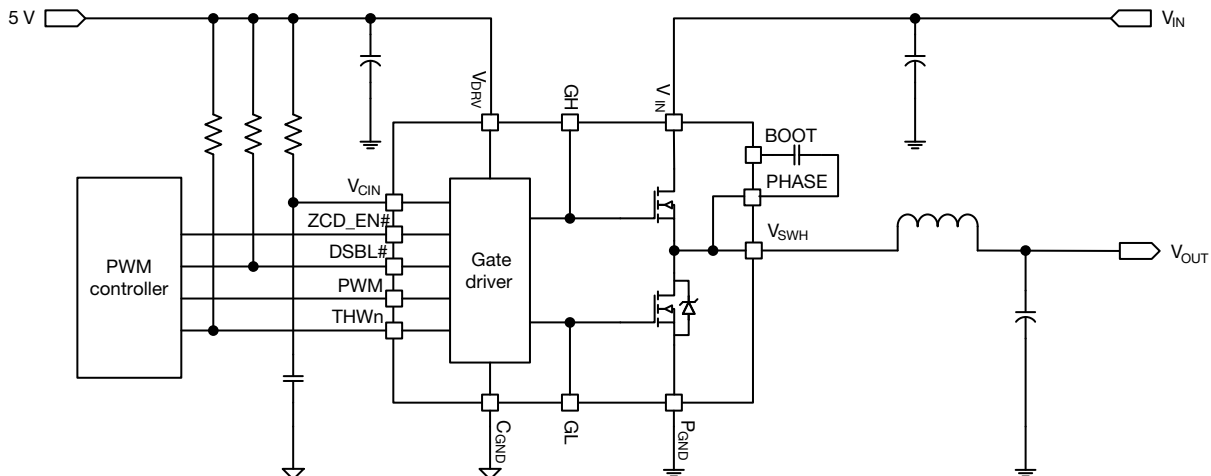 5 V
V_IN
V_DRV
GH
V_IN
BOOT
PHASE
V_CIN
ZCD_EN#
DSBL#
PWM
THWn
PWM
controller
Gate
driver
V_SWH
V_OUT
C_GND
GL
P_GND